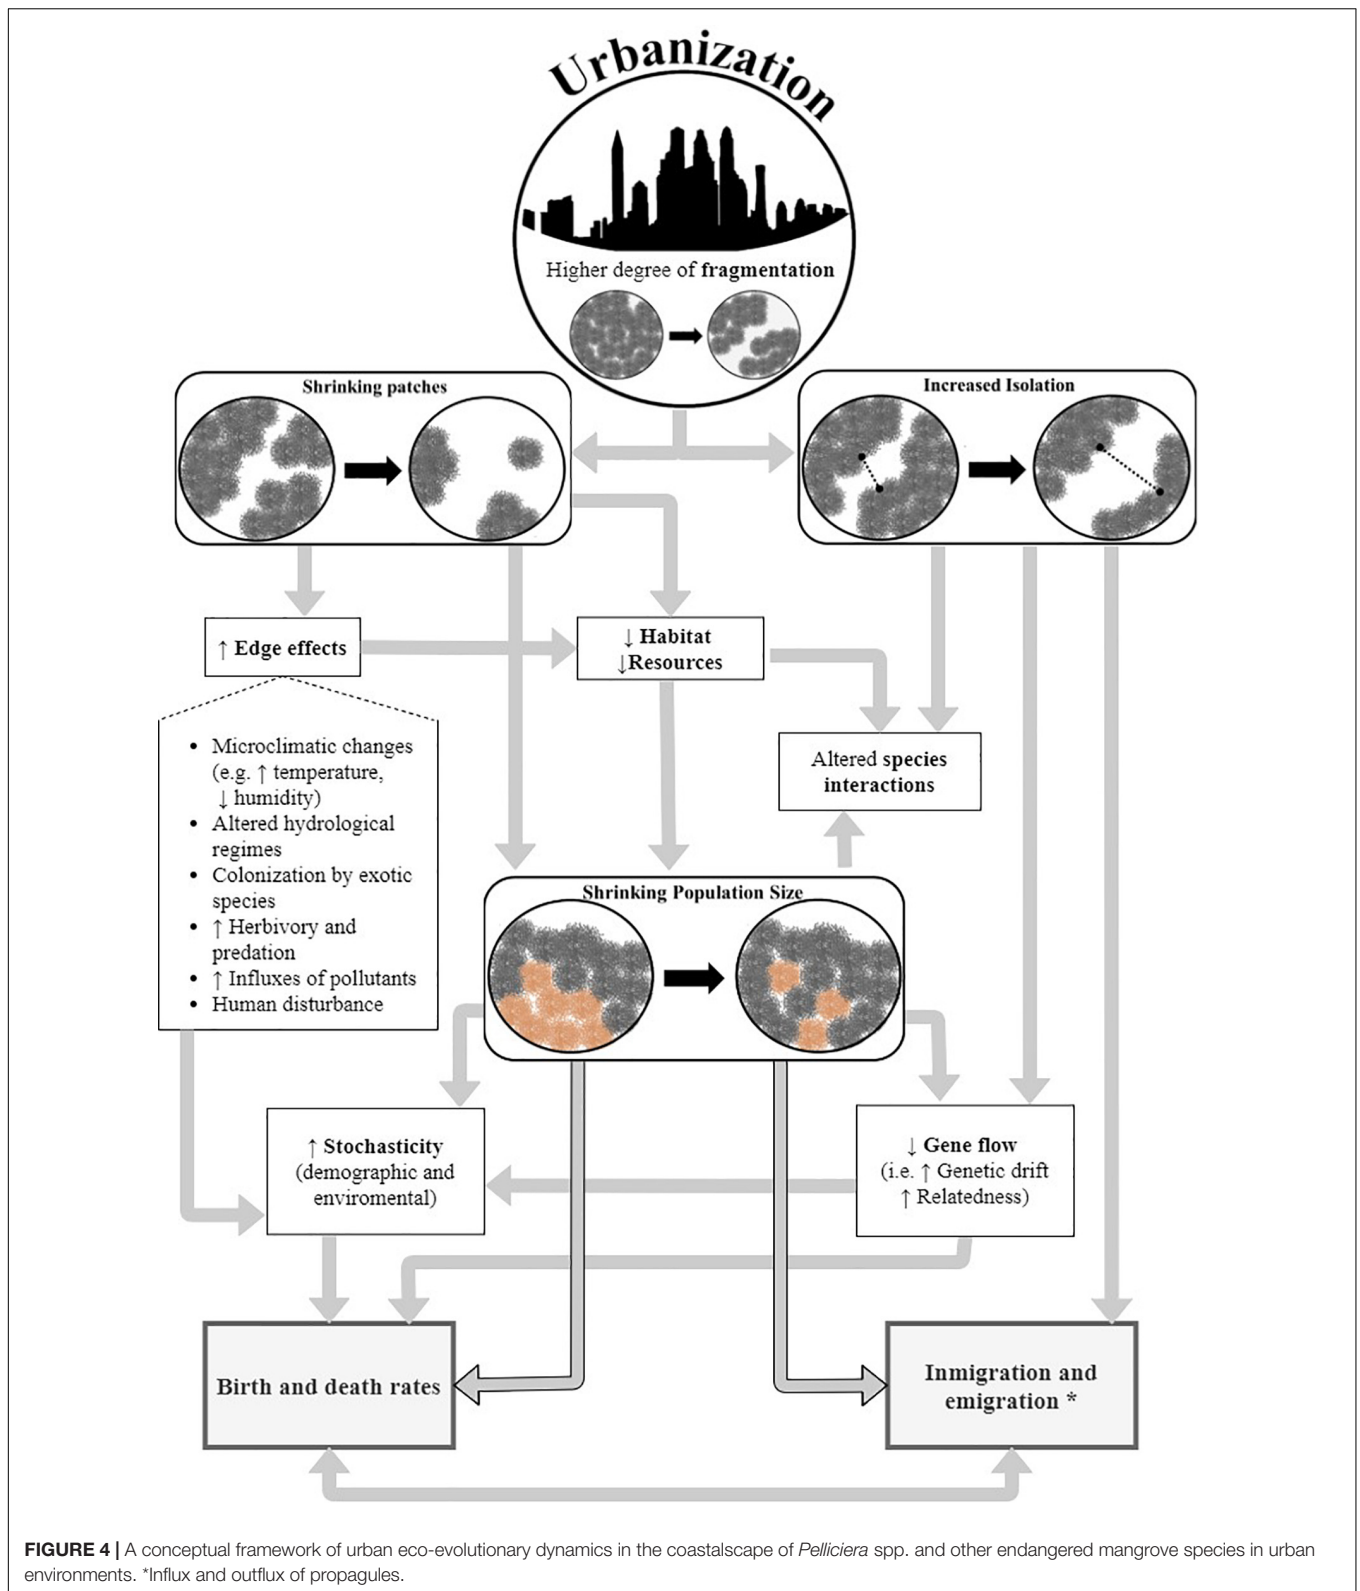 Urbanization
Higher degree of fragmentation
Shrinking patches
Increased Isolation
↑ Edge effects
↓ Habitat
↓Resources
• Microclimatic changes
(e.g. ↑ temperature,
↓ humidity)
• Altered hydrological
regimes
• Colonization by exotic
species
• ↑ Herbivory and
predation
• ↑ Influxes of pollutants
• Human disturbance
Altered species
interactions
Shrinking Population Size
↑ Stochasticity
(demographic and
enviromental)
↓ Gene flow
(i.e. ↑ Genetic drift
↑ Relatedness)
Birth and death rates
Inmigration and
emigration *
FIGURE 4 | A conceptual framework of urban eco-evolutionary dynamics in the coastalscape of Pelliciera spp. and other endangered mangrove species in urban
environments. *Influx and outflux of propagules.